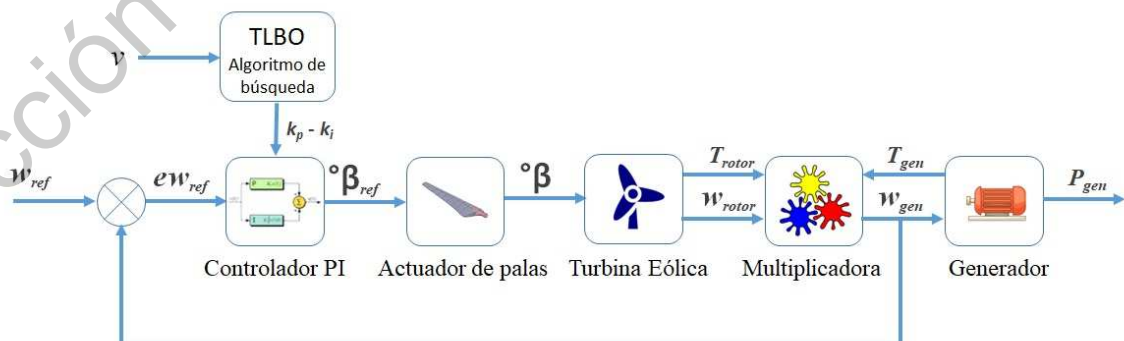 TLBO
Algoritmo de
búsqueda
v
k_p - k_i
w_ref
ew_ref
°β_ref
°β
T_rotor
w_rotor
T_gen
w_gen
P_gen
Controlador PI
Actuador de palas
Turbina Eólica
Multiplicadora
Generador
cción